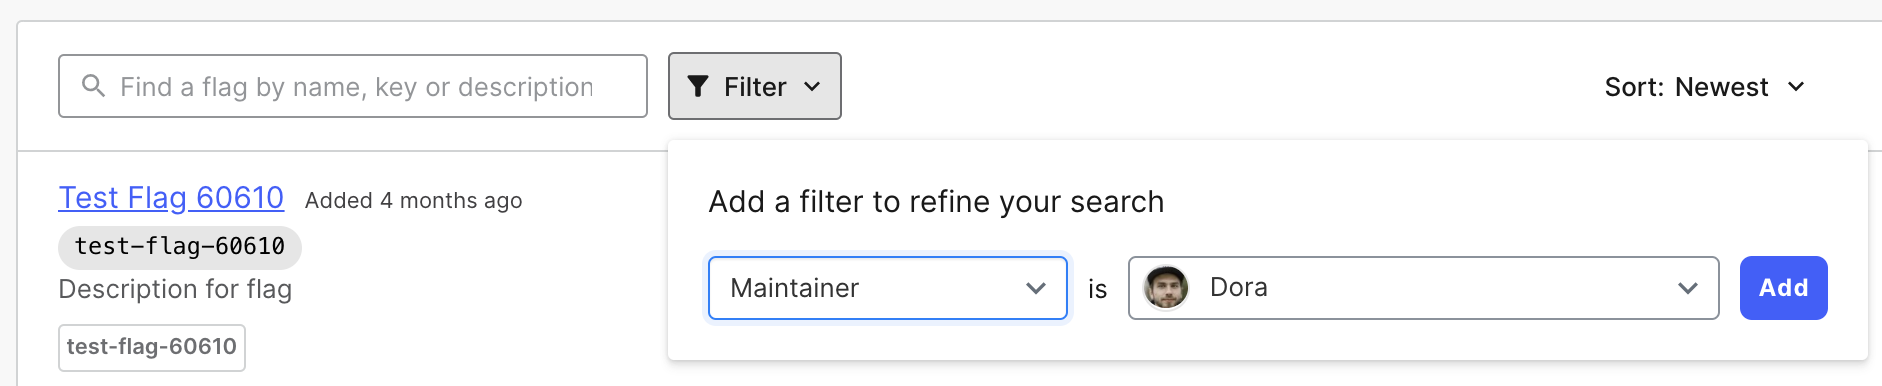 Find a flag by name, key or description
Filter
Sort: Newest
Test Flag 60610 Added 4 months ago
test-flag-60610
Description for flag
test-flag-60610
Add a filter to refine your search
Maintainer is Dora Add